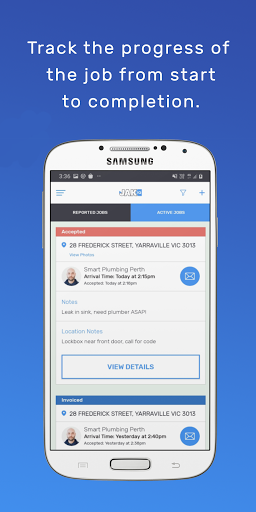 Track the progress of
the job from start
to completion.
SAMSUNG
3:36
JAK
REPORTED JOBS
ACTIVE JOBS
Accepted
28 FREDERICK STREET, YARRAVILLE VIC 3013
View Photos
Smart Plumbing Perth
Arrival Time: Today at 2:15pm
Accepted: Today at 2:19pm
Notes
Leak in sink, need plumber ASAP!
Location Notes
Lockbox near front door, call for code
VIEW DETAILS
Invoiced
28 FREDERICK STREET, YARRAVILLE VIC 3013
Smart Plumbing Perth
Arrival Time: Yesterday at 2:40pm
Accepted: Yesterday at 2:36pm